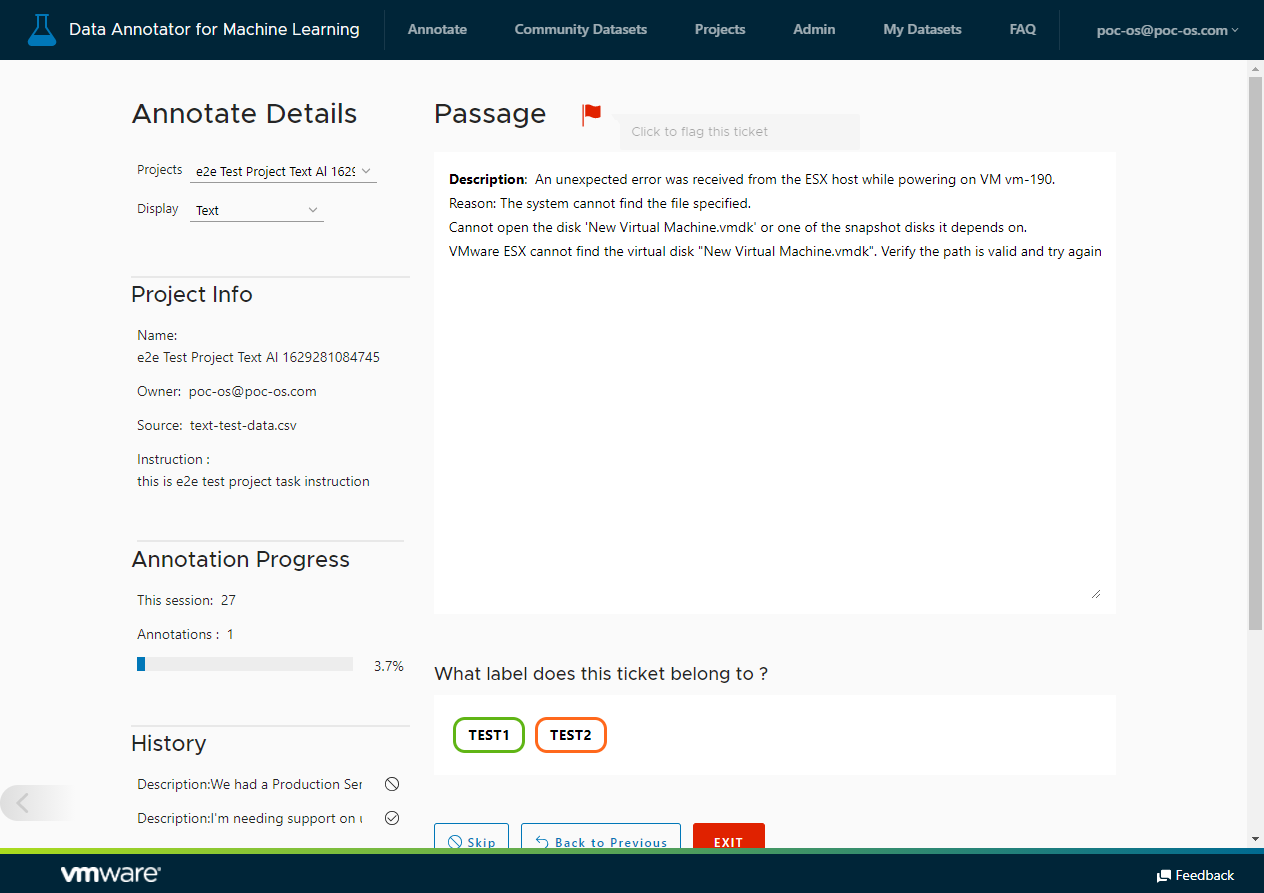 Data Annotator for Machine Learning
Annotate
Community Datasets
Projects
Admin
My Datasets
FAQ
poc-os@poc-os.com
Annotate Details
Projects e2e Test Project Text Al 1629
Display Text
Project Info
Name:
e2e Test Project Text Al 1629281084745
Owner: poc-os@poc-os.com
Source: text-test-data.csv
Instruction :
this is e2e test project task instruction
Annotation Progress
This session: 27
Annotations : 1
3.7%
History
Description:We had a Production Ser
Description:I'm needing support on u
Passage
Click to flag this ticket
Description: An unexpected error was received from the ESX host while powering on VM vm-190.
Reason: The system cannot find the file specified.
Cannot open the disk 'New Virtual Machine.vmdk' or one of the snapshot disks it depends on.
VMware ESX cannot find the virtual disk "New Virtual Machine.vmdk". Verify the path is valid and try again
What label does this ticket belong to ?
TEST1 TEST2
Skip Back to Previous EXIT
vmware
Feedback